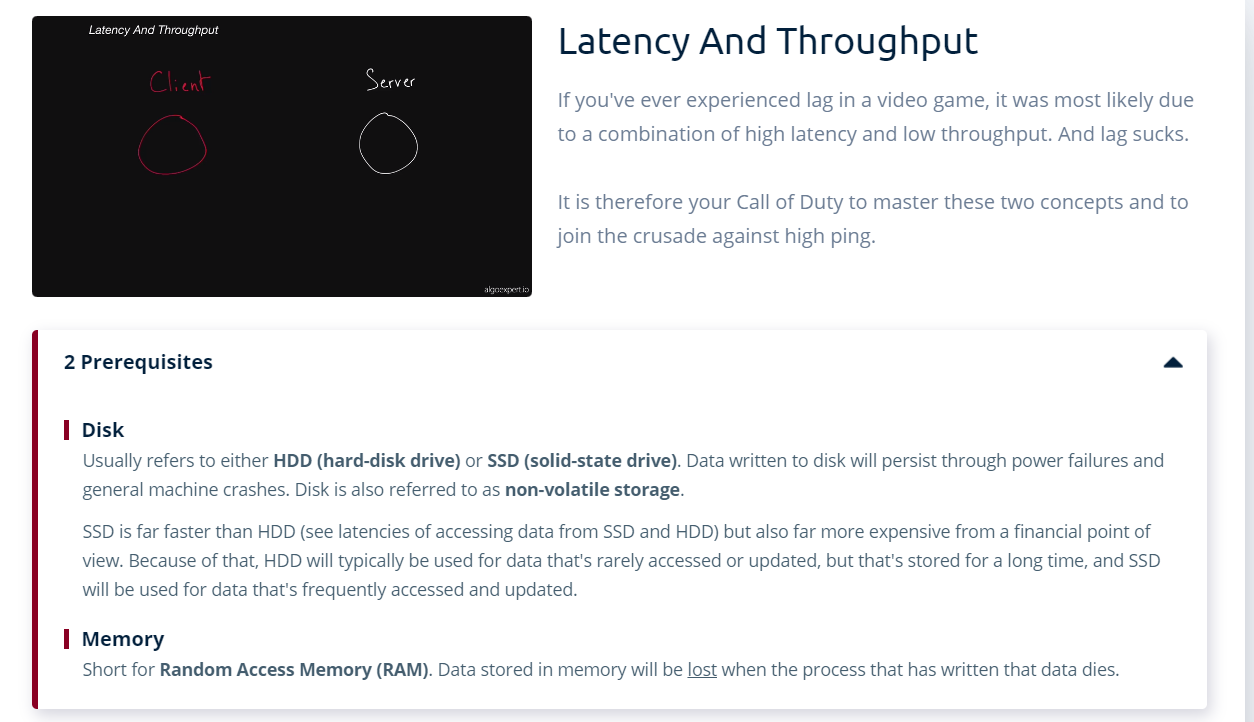 Latency And Throughput
Client
Server
algoexpert.io
Latency And Throughput
If you've ever experienced lag in a video game, it was most likely due
to a combination of high latency and low throughput. And lag sucks.
It is therefore your Call of Duty to master these two concepts and to
join the crusade against high ping.
2 Prerequisites
Disk
Usually refers to either HDD (hard-disk drive) or SSD (solid-state drive). Data written to disk will persist through power failures and
general machine crashes. Disk is also referred to as non-volatile storage.
SSD is far faster than HDD (see latencies of accessing data from SSD and HDD) but also far more expensive from a financial point of
view. Because of that, HDD will typically be used for data that's rarely accessed or updated, but that's stored for a long time, and SSD
will be used for data that's frequently accessed and updated.
Memory
Short for Random Access Memory (RAM). Data stored in memory will be lost when the process that has written that data dies.